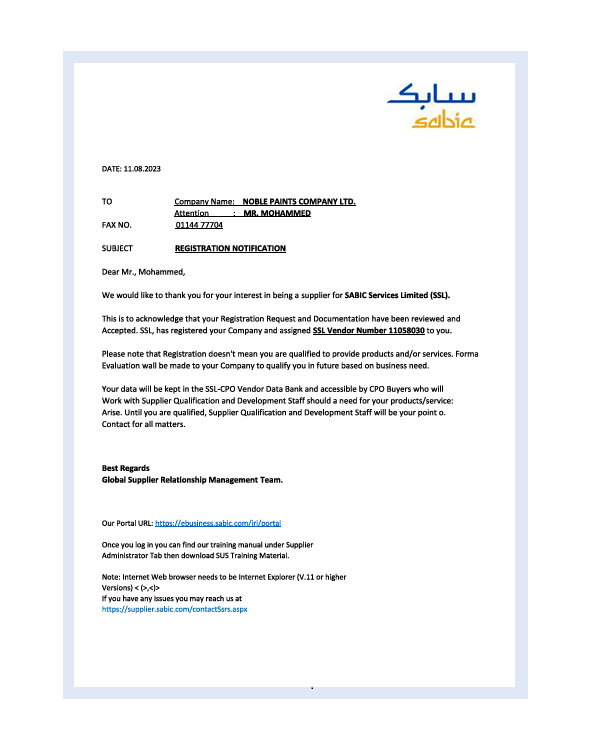 سابك
sabic
DATE: 11.08.2023
TO Company Name: NOBLE PAINTS COMPANY LTD.
Attention : MR. MOHAMMED
FAX NO. 01144 77704
SUBJECT REGISTRATION NOTIFICATION
Dear Mr., Mohammed,
We would like to thank you for your interest in being a supplier for SABIC Services Limited (SSL).
This is to acknowledge that your Registration Request and Documentation have been reviewed and
Accepted. SSL, has registered your Company and assigned SSL Vendor Number 11058030 to you.
Please note that Registration doesn't mean you are qualified to provide products and/or services. Forma
Evaluation wall be made to your Company to qualify you in future based on business need.
Your data will be kept in the SSL-CPO Vendor Data Bank and accessible by CPO Buyers who will
Work with Supplier Qualification and Development Staff should a need for your products/service:
Arise. Until you are qualified, Supplier Qualification and Development Staff will be your point o.
Contact for all matters.
Best Regards
Global Supplier Relationship Management Team.
Our Portal URL: https://ebusiness.sabic.com/irj/portal
Once you log in you can find our training manual under Supplier
Administrator Tab then download SUS Training Material.
Note: Internet Web browser needs to be Internet Explorer (V.11 or higher
Versions) < (>,<)>
If you have any issues you may reach us at
https://supplier.sabic.com/contactSsrs.aspx